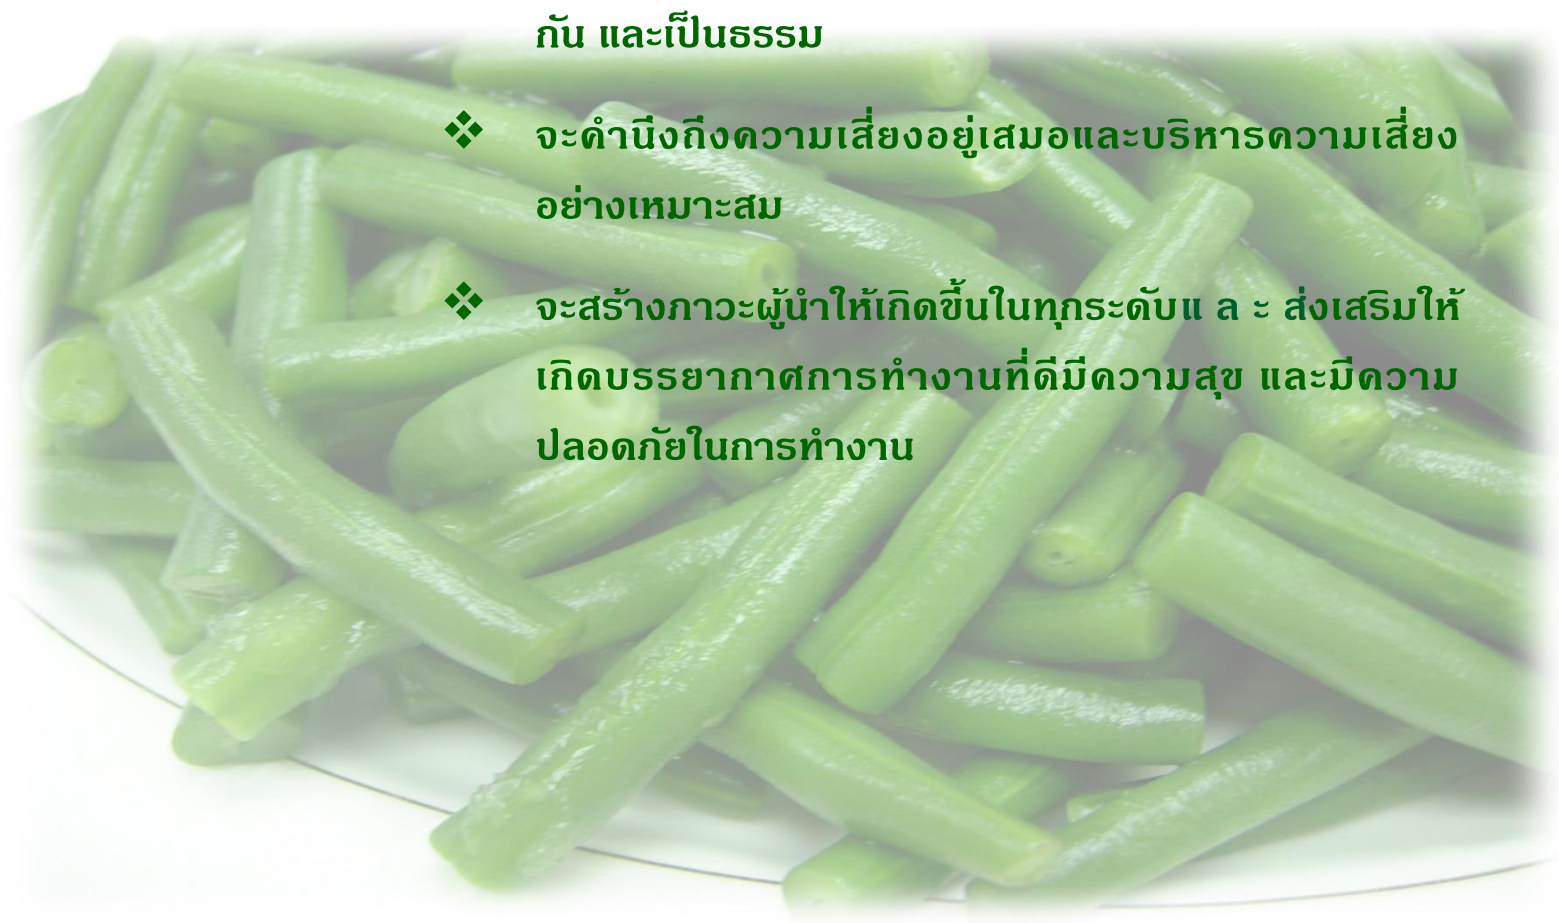 กัน และเป็นธรรม
❖ จะคำนึงถึงความเสี่ยงอยู่เสมอและบริหารความเสี่ยง
อย่างเหมาะสม
❖ จะสร้างภาวะผู้นำให้เกิดขึ้นในทุกระดับแ ล ะ ส่งเสริมให้
เกิดบรรยากาศการทำงานที่ดีมีความสุข และมีความ
ปลอดภัยในการทำงาน